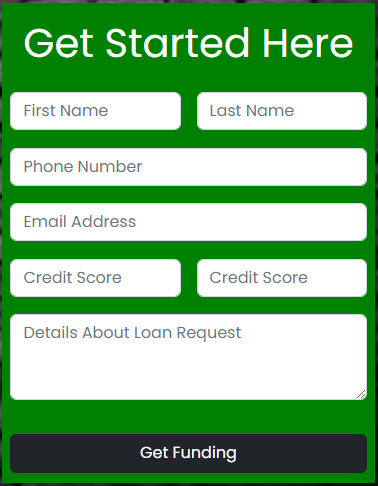 Get Started Here
First Name Last Name
Phone Number
Email Address
Credit Score Credit Score
Details About Loan Request
Get Funding